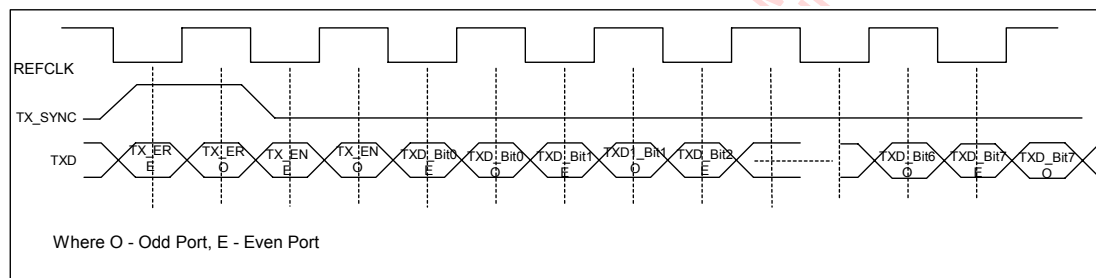 REFCLK
TX_SYNC
TXD
TX_ER E
TX_ER O
TX_EN E
TX_EN O
TXD_Bit0 E
TXD_Bit0 O
TXD_Bit1 E
TXD1_Bit1 O
TXD_Bit2 E
TXD_Bit6 O
TXD_Bit7 E
TXD_Bit7 O
Where O - Odd Port, E - Even Port